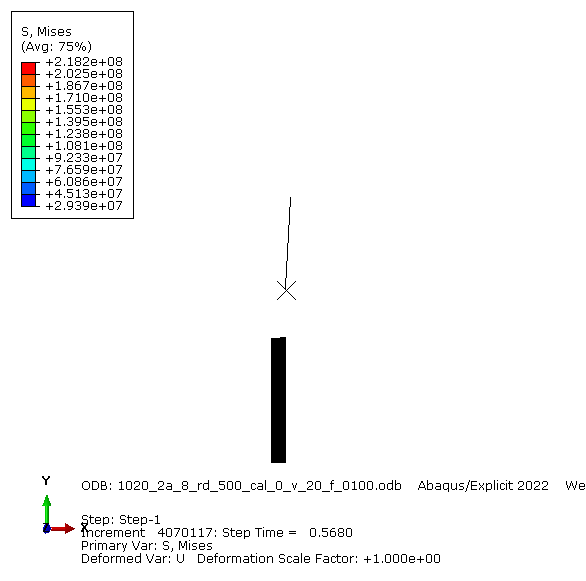 S, Mises
(Avg: 75%)
+2.182e+08
+2.025e+08
+1.867e+08
+1.710e+08
+1.553e+08
+1.395e+08
+1.238e+08
+1.081e+08
+9.233e+07
+7.659e+07
+6.086e+07
+4.513e+07
+2.939e+07
Y
ODB: 1020_2a_8_rd_500_cal_0_v_20_f_0100.odb Abaqus/Explicit 2022 We
Z X
Step: Step-1
Increment 4070117: Step Time = 0.5680
Primary Var: S, Mises
Deformed Var: U Deformation Scale Factor: +1.000e+00